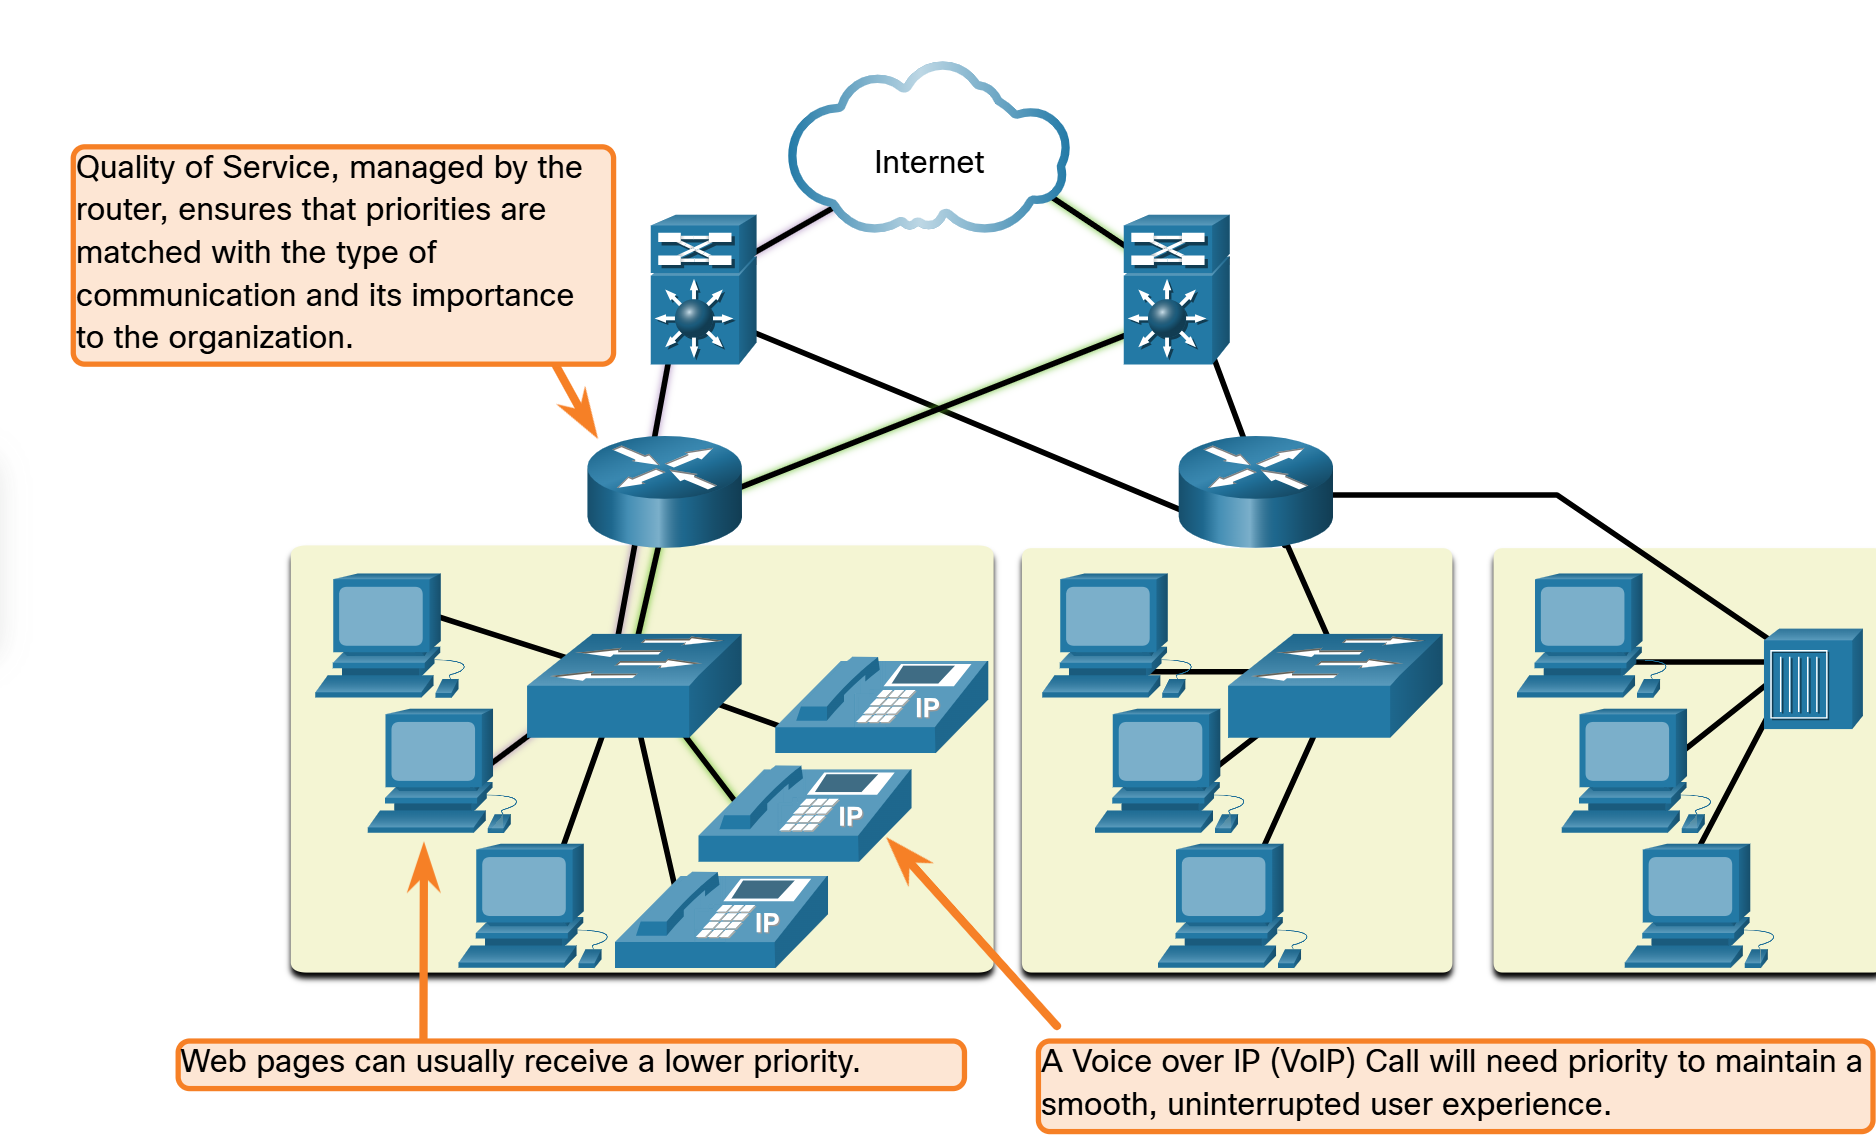 Internet
Quality of Service, managed by the
router, ensures that priorities are
matched with the type of
communication and its importance
to the organization.
IP
IP
IP
Web pages can usually receive a lower priority.
A Voice over IP (VoIP) Call will need priority to maintain a
smooth, uninterrupted user experience.